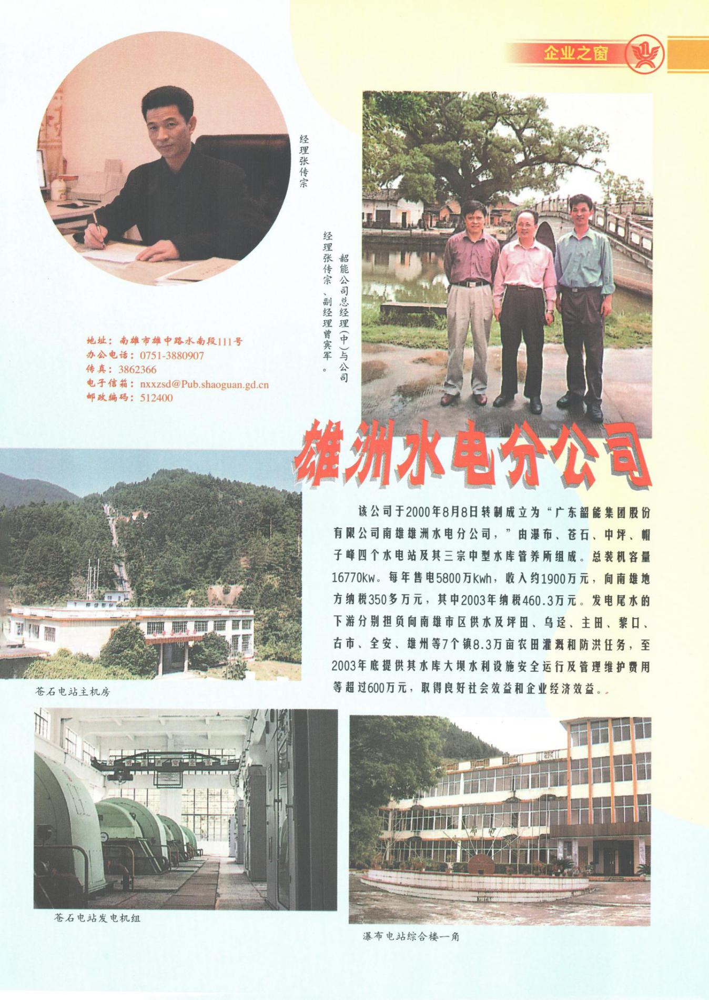 企业之窗
经理张传宗
韶能公司总经理(中)与公司
经理张传宗、副经理曾宾军。
地址：南雄市雄中路水南段111号
办公电话：0751-3880907
传真：3862366
电子信箱：nxxzsd@Pub.shaoguan.gd.cn
邮政编码：512400
雄洲水电分公司
该公司于2000年8月8日转制成立为“广东韶能集团股份
有限公司南雄雄洲水电分公司，”由瀑布、苍石、中坪、帽
子峰四个水电站及其三宗中型水库管养所组成。总装机容量
16770kw。每年售电5800万kwh，收入约1900万元，向南雄地
方纳税350多万元，其中2003年纳税460.3万元。发电尾水的
下游分别担负向南雄市区供水及坪田、乌迳、主田、黎口、
古市、全安、雄州等7个镇8.3万亩农田灌溉和防洪任务，至
2003年底提供其水库大坝水利设施安全运行及管理维护费用
等超过600万元，取得良好社会效益和企业经济效益。
苍石电站主机房
苍石电站发电机组
瀑布电站综合楼一角